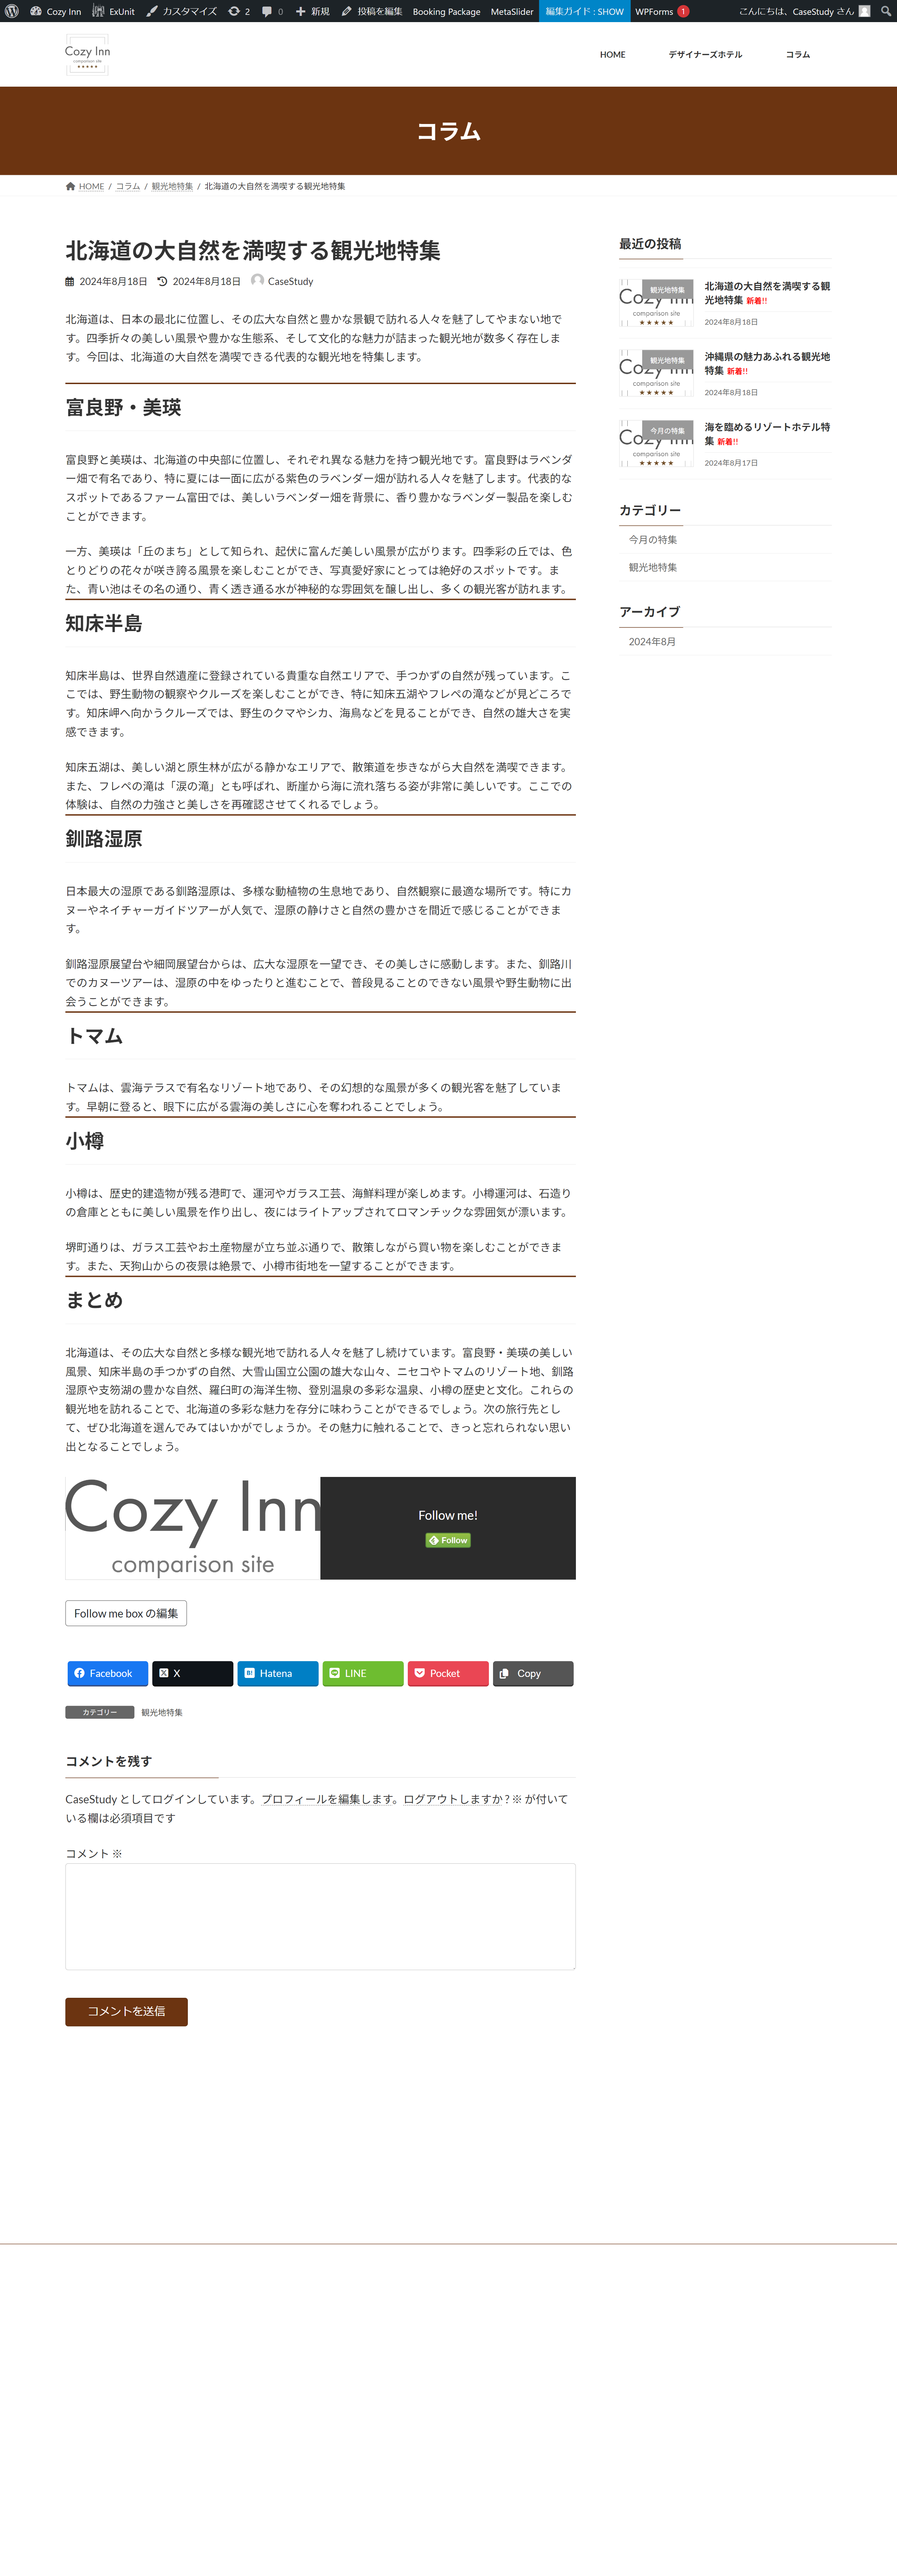 Cozy Inn ExUnit カスタマイズ 2 0 新規 投稿を編集 Booking Package MetaSlider 編集ガイド : SHOW WPForms 1 こんにちは、CaseStudy さん
Cozy Inn
comparison site
★★★★★
HOME デザイナーズホテル コラム
コラム
HOME / コラム / 観光地特集 / 北海道の大自然を満喫する観光地特集
北海道の大自然を満喫する観光地特集
2024年8月18日 2024年8月18日 CaseStudy
北海道は、日本の最北に位置し、その広大な自然と豊かな景観で訪れる人々を魅了してやまない地で
す。四季折々の美しい風景や豊かな生態系、そして文化的な魅力が詰まった観光地が数多く存在しま
す。今回は、北海道の大自然を満喫できる代表的な観光地を特集します。
富良野・美瑛
富良野と美瑛は、北海道の中央部に位置し、それぞれ異なる魅力を持つ観光地です。富良野はラベンダ
ー畑で有名であり、特に夏には一面に広がる紫色のラベンダー畑が訪れる人々を魅了します。代表的な
スポットであるファーム富田では、美しいラベンダー畑を背景に、香り豊かなラベンダー製品を楽しむ
ことができます。
一方、美瑛は「丘のまち」として知られ、起伏に富んだ美しい風景が広がります。四季彩の丘では、色
とりどりの花々が咲き誇る風景を楽しむことができ、写真愛好家にとっては絶好のスポットです。ま
た、青い池はその名の通り、青く透き通る水が神秘的な雰囲気を醸し出し、多くの観光客が訪れます。
知床半島
知床半島は、世界自然遺産に登録されている貴重な自然エリアで、手つかずの自然が残っています。こ
こでは、野生動物の観察やクルーズを楽しむことができ、特に知床五湖やフレペの滝などが見どころで
す。知床岬へ向かうクルーズでは、野生のクマやシカ、海鳥などを見ることができ、自然の雄大さを実
感できます。
知床五湖は、美しい湖と原生林が広がる静かなエリアで、散策道を歩きながら大自然を満喫できます。
また、フレペの滝は「涙の滝」とも呼ばれ、断崖から海に流れ落ちる姿が非常に美しいです。ここでの
体験は、自然の力強さと美しさを再確認させてくれるでしょう。
釧路湿原
日本最大の湿原である釧路湿原は、多様な動植物の生息地であり、自然観察に最適な場所です。特にカ
ヌーやネイチャーガイドツアーが人気で、湿原の静けさと自然の豊かさを間近で感じることができま
す。
釧路湿原展望台や細岡展望台からは、広大な湿原を一望でき、その美しさに感動します。また、釧路川
でのカヌーツアーは、湿原の中をゆったりと進むことで、普段見ることのできない風景や野生動物に出
会うことができます。
トマム
トマムは、雲海テラスで有名なリゾート地であり、その幻想的な風景が多くの観光客を魅了していま
す。早朝に登ると、眼下に広がる雲海の美しさに心を奪われることでしょう。
小樽
小樽は、歴史的建造物が残る港町で、運河やガラス工芸、海鮮料理が楽しめます。小樽運河は、石造り
の倉庫とともに美しい風景を作り出し、夜にはライトアップされてロマンチックな雰囲気が漂います。
堺町通りは、ガラス工芸やお土産物屋が立ち並ぶ通りで、散策しながら買い物を楽しむことができま
す。また、天狗山からの夜景は絶景で、小樽市街地を一望することができます。
まとめ
北海道は、その広大な自然と多様な観光地で訪れる人々を魅了し続けています。富良野・美瑛の美しい
風景、知床半島の手つかずの自然、大雪山国立公園の雄大な山々、ニセコやトマムのリゾート地、釧路
湿原や支笏湖の豊かな自然、羅臼町の海洋生物、登別温泉の多彩な温泉、小樽の歴史と文化。これらの
観光地を訪れることで、北海道の多彩な魅力を存分に味わうことができるでしょう。次の旅行先とし
て、ぜひ北海道を選んでみてはいかがでしょうか。その魅力に触れることで、きっと忘れられない思い
出となることでしょう。
Cozy Inn
comparison site
Follow me!
Follow
Follow me box の編集
Facebook X Hatena LINE Pocket Copy
カテゴリー 観光地特集
コメントを残す
CaseStudy としてログインしています。プロフィールを編集します。ログアウトしますか ? ※ が付いて
いる欄は必須項目です
コメント ※
コメントを送信
最近の投稿
観光地特集
Cozy Inn
comparison site
★★★★★
北海道の大自然を満喫する観
光地特集 新着!!
2024年8月18日
観光地特集
Cozy Inn
comparison site
★★★★★
沖縄県の魅力あふれる観光地
特集 新着!!
2024年8月18日
今月の特集
Cozy Inn
comparison site
★★★★★
海を臨めるリゾートホテル特
集 新着!!
2024年8月17日
カテゴリー
今月の特集
観光地特集
アーカイブ
2024年8月